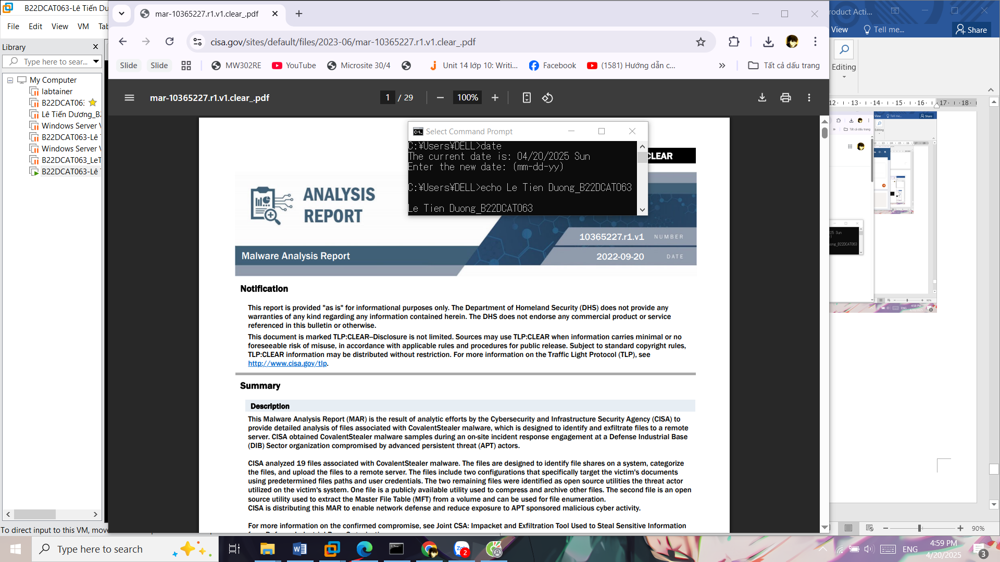 B22DCAT063-Lê Tiến Dư
File Edit View VM Tab
Library
Type here to sear...
My Computer
labtainer
B22DCAT063
Lê Tiến Dương_B2
Windows Server V
B22DCAT063-Lê T
Windows Server V
B22DCAT063_LeT
B22DCAT063-Lê T
To direct input to this VM, move
mar-10365227.r1.v1.clear_.pdf
cisa.gov/sites/default/files/2023-06/mar-10365227.r1.v1.clear_.pdf
Slide Slide MW302RE YouTube Microsite 30/4 Unit 14 lớp 10: Writi... Facebook (1581) Hướng dẫn c... » Tất cả dấu trang
mar-10365227.r1.v1.clear_.pdf 1 / 29 100%
Select Command Prompt
C:¥Users¥DELL>date
The current date is: 04/20/2025 Sun
Enter the new date: (mm-dd-yy)
C:¥Users¥DELL>echo Le Tien Duong_B22DCAT063
Le Tien Duong_B22DCAT063
CLEAR
ANALYSIS
REPORT
10365227.r1.v1 NUMBER
Malware Analysis Report
2022-09-20 DATE
Notification
This report is provided "as is" for informational purposes only. The Department of Homeland Security (DHS) does not provide any
warranties of any kind regarding any information contained herein. The DHS does not endorse any commercial product or service
referenced in this bulletin or otherwise.
This document is marked TLP:CLEAR--Disclosure is not limited. Sources may use TLP:CLEAR when information carries minimal or no
foreseeable risk of misuse, in accordance with applicable rules and procedures for public release. Subject to standard copyright rules,
TLP:CLEAR information may be distributed without restriction. For more information on the Traffic Light Protocol (TLP), see
http://www.cisa.gov/tlp.
Summary
Description
This Malware Analysis Report (MAR) is the result of analytic efforts by the Cybersecurity and Infrastructure Security Agency (CISA) to
provide detailed analysis of files associated with CovalentStealer malware, which is designed to identify and exfiltrate files to a remote
server. CISA obtained CovalentStealer malware samples during an on-site incident response engagement at a Defense Industrial Base
(DIB) Sector organization compromised by advanced persistent threat (APT) actors.
CISA analyzed 19 files associated with CovalentStealer malware. The files are designed to identify file shares on a system, categorize
the files, and upload the files to a remote server. The files include two configurations that specifically target the victim's documents
using predetermined files paths and user credentials. The two remaining files were identified as open source utilities the threat actor
utilized on the victim's system. One file is a publicly available utility used to compress and archive other files. The second file is an open
source utility used to extract the Master File Table (MFT) from a volume and can be used for file enumeration.
CISA is distributing this MAR to enable network defense and reduce exposure to APT sponsored malicious cyber activity.
For more information on the confirmed compromise, see Joint CSA: Impacket and Exfiltration Tool Used to Steal Sensitive Information
roduct Acti...
View Tell me... Share
Editing
12 · 13 · 14 · 15 · 16 · 17 · 18
90%
Type here to search
Zalo 2
ENG
4:59 PM
4/20/2025
3